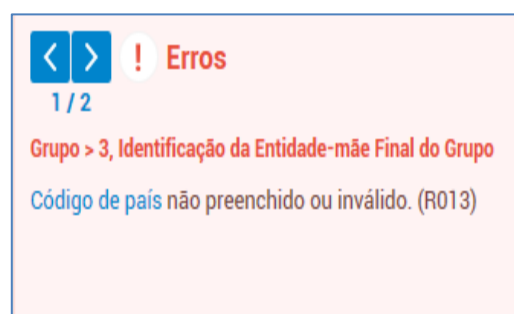 ! Erros
1 / 2
Grupo > 3, Identificação da Entidade-mãe Final do Grupo
Código de país não preenchido ou inválido. (R013)